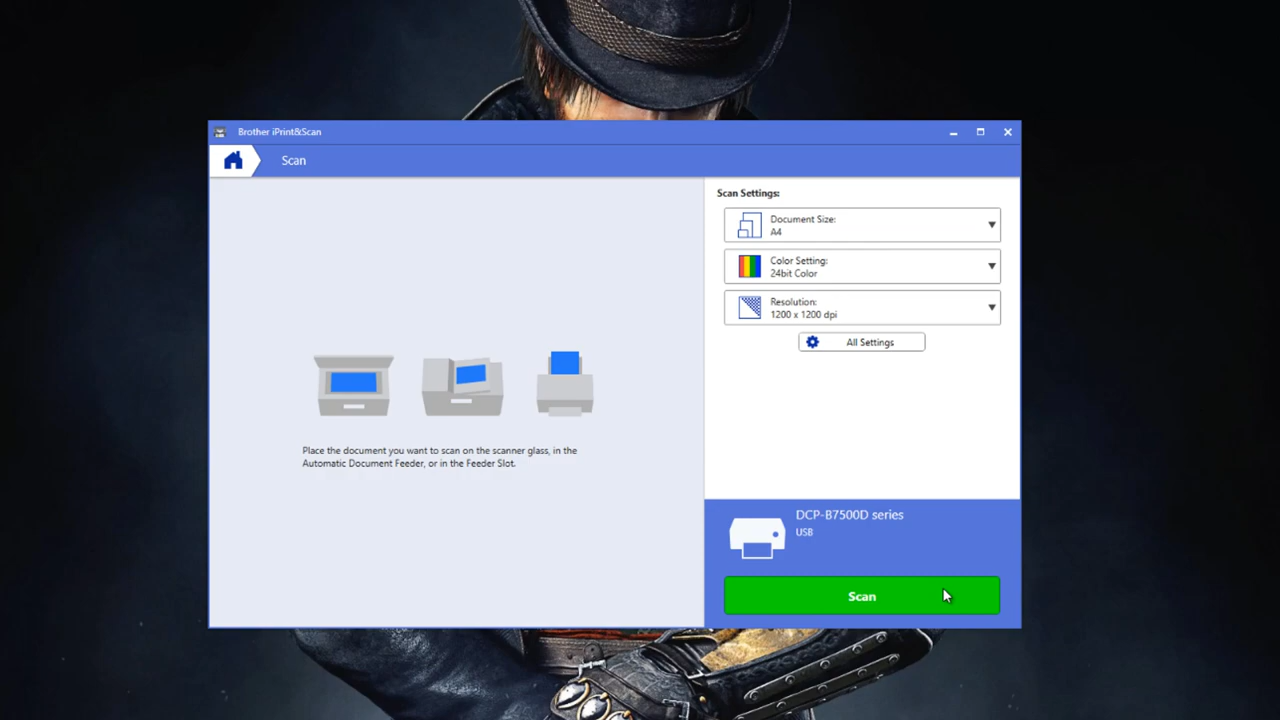 Brother iPrint&Scan
Scan
Scan Settings:
Document Size:
A4
Color Setting:
24bit Color
Resolution:
1200 x 1200 dpi
All Settings
Place the document you want to scan on the scanner glass, in the
Automatic Document Feeder, or in the Feeder Slot.
DCP-B7500D series
USB
Scan